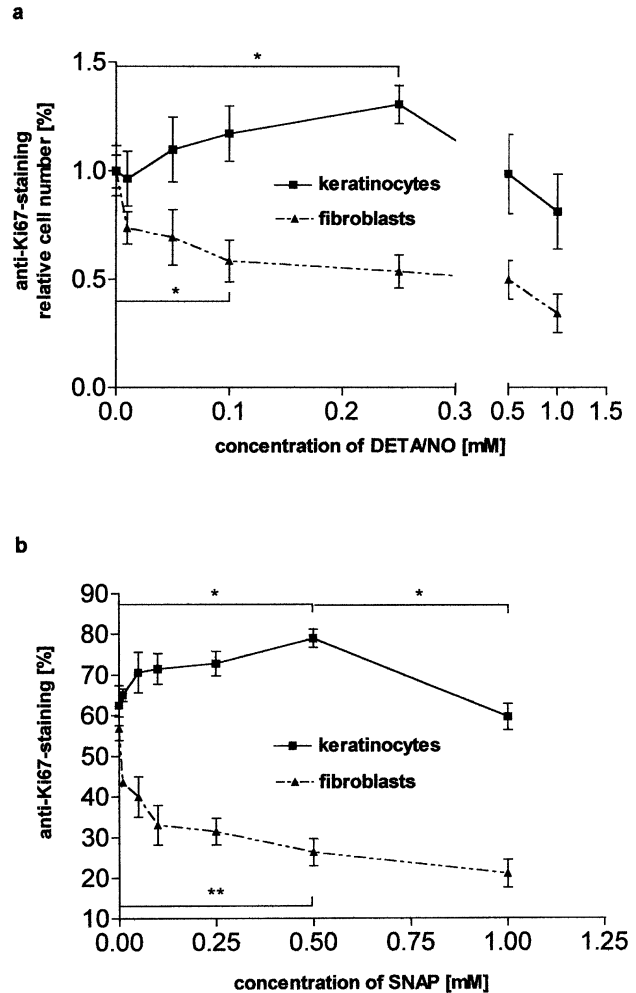 a
*
1.5
1.0
0.5
0.0
anti-Ki67-staining
relative cell number [%]
keratinocytes
fibroblasts
*
0.0 0.1 0.2 0.3 0.5 1.0 1.5
concentration of DETA/NO [mM]
b
* *
90
80
70
60
50
40
30
20
10
anti-Ki67-staining [%]
keratinocytes
fibroblasts
**
0.00 0.25 0.50 0.75 1.00 1.25
concentration of SNAP [mM]